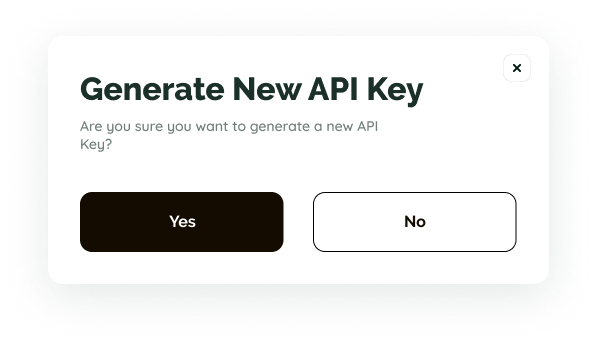 Generate New API Key
Are you sure you want to generate a new API
Key?
Yes
No